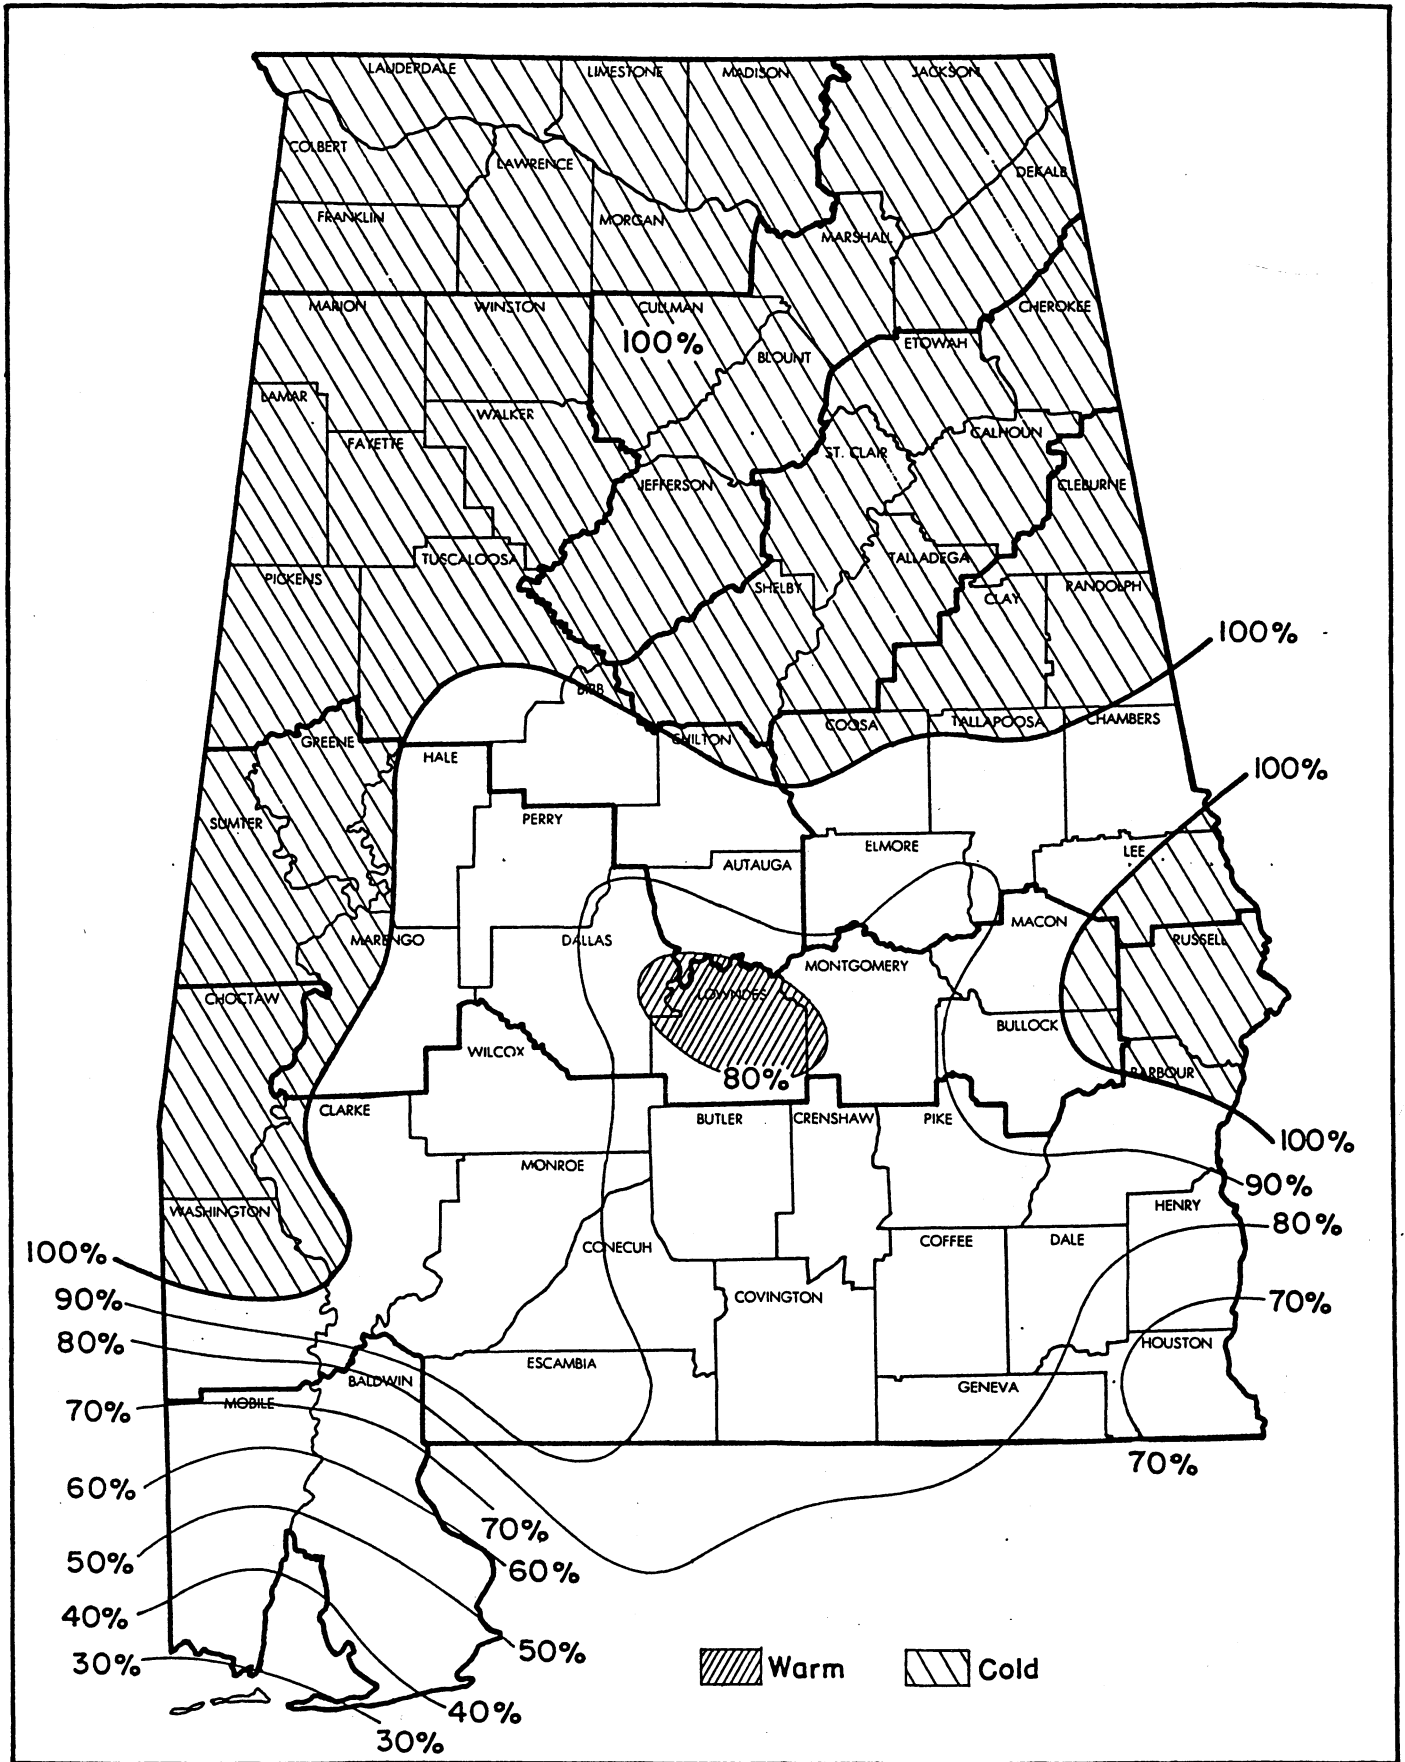 LAUDERDALE
LIMESTONE
MADISON
JACKSON
COLBERT
LAWRENCE
DEKALB
FRANKLIN
MORGAN
MARSHALL
MARION
WINSTON
CULLMAN
CHEROKEE
100%
ETOWAH
BLOUNT
LAMAR
WALKER
FAYETTE
CALHOUN
ST. CLAIR
JEFFERSON
CLEBURNE
TUSCALOOSA
TALLADEGA
PICKENS
SHELBY
CLAY
RANDOLPH
100%
BIBB
GREENE
CHILTON
COOSA
TALLAPOOSA
CHAMBERS
HALE
100%
SUMTER
PERRY
ELMORE
LEE
AUTAUGA
MARENGO
DALLAS
MACON
RUSSELL
MONTGOMERY
CHOCTAW
LOWNDES
BULLOCK
WILCOX
80%
BARBOUR
CLARKE
BUTLER
CRENSHAW
PIKE
100%
MONROE
90%
WASHINGTON
HENRY
80%
100%
CONECUH
COFFEE
DALE
90%
COVINGTON
70%
80%
HOUSTON
ESCAMBIA
BALDWIN
GENEVA
70%
MOBILE
70%
60%
70%
50%
60%
40%
50%
30%
Warm
Cold
40%
30%